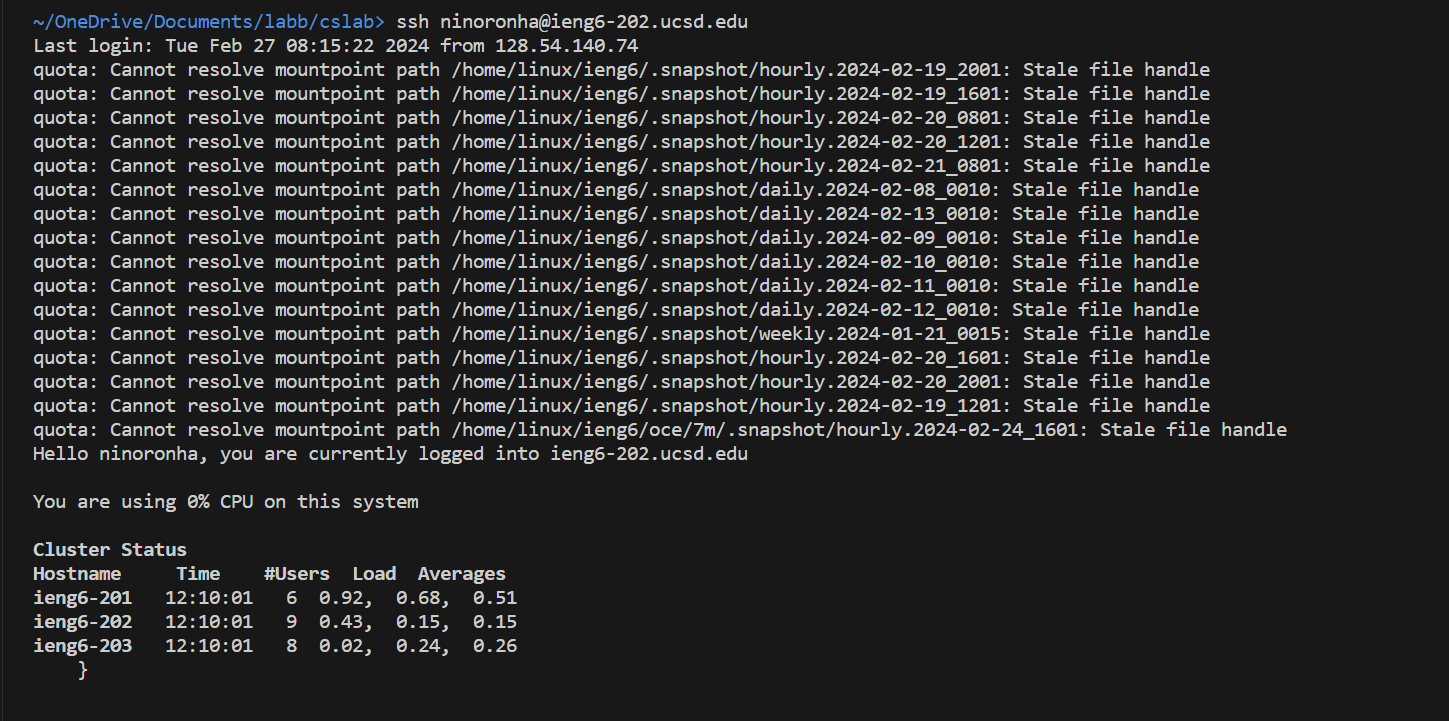 ~/OneDrive/Documents/labb/cslab> ssh ninoronha@ieng6-202.ucsd.edu
Last login: Tue Feb 27 08:15:22 2024 from 128.54.140.74
quota: Cannot resolve mountpoint path /home/linux/ieng6/.snapshot/hourly.2024-02-19_2001: Stale file handle
quota: Cannot resolve mountpoint path /home/linux/ieng6/.snapshot/hourly.2024-02-19_1601: Stale file handle
quota: Cannot resolve mountpoint path /home/linux/ieng6/.snapshot/hourly.2024-02-20_0801: Stale file handle
quota: Cannot resolve mountpoint path /home/linux/ieng6/.snapshot/hourly.2024-02-20_1201: Stale file handle
quota: Cannot resolve mountpoint path /home/linux/ieng6/.snapshot/hourly.2024-02-21_0801: Stale file handle
quota: Cannot resolve mountpoint path /home/linux/ieng6/.snapshot/daily.2024-02-08_0010: Stale file handle
quota: Cannot resolve mountpoint path /home/linux/ieng6/.snapshot/daily.2024-02-13_0010: Stale file handle
quota: Cannot resolve mountpoint path /home/linux/ieng6/.snapshot/daily.2024-02-09_0010: Stale file handle
quota: Cannot resolve mountpoint path /home/linux/ieng6/.snapshot/daily.2024-02-10_0010: Stale file handle
quota: Cannot resolve mountpoint path /home/linux/ieng6/.snapshot/daily.2024-02-11_0010: Stale file handle
quota: Cannot resolve mountpoint path /home/linux/ieng6/.snapshot/daily.2024-02-12_0010: Stale file handle
quota: Cannot resolve mountpoint path /home/linux/ieng6/.snapshot/weekly.2024-01-21_0015: Stale file handle
quota: Cannot resolve mountpoint path /home/linux/ieng6/.snapshot/hourly.2024-02-20_1601: Stale file handle
quota: Cannot resolve mountpoint path /home/linux/ieng6/.snapshot/hourly.2024-02-20_2001: Stale file handle
quota: Cannot resolve mountpoint path /home/linux/ieng6/.snapshot/hourly.2024-02-19_1201: Stale file handle
quota: Cannot resolve mountpoint path /home/linux/ieng6/oce/7m/.snapshot/hourly.2024-02-24_1601: Stale file handle
Hello ninoronha, you are currently logged into ieng6-202.ucsd.edu

You are using 0% CPU on this system

Cluster Status
Hostname     Time    #Users  Load  Averages
ieng6-201   12:10:01   6  0.92,  0.68,  0.51
ieng6-202   12:10:01   9  0.43,  0.15,  0.15
ieng6-203   12:10:01   8  0.02,  0.24,  0.26
    }